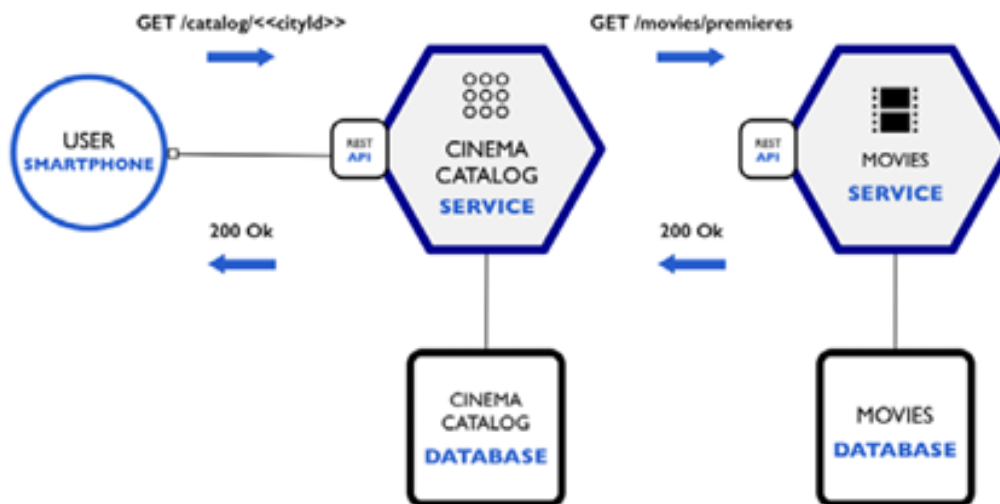 GET /catalog/<<cityId>>
GET /movies/premieres
USER
SMARTPHONE
REST
API
CINEMA
CATALOG
SERVICE
REST
API
MOVIES
SERVICE
200 Ok
200 Ok
CINEMA
CATALOG
DATABASE
MOVIES
DATABASE